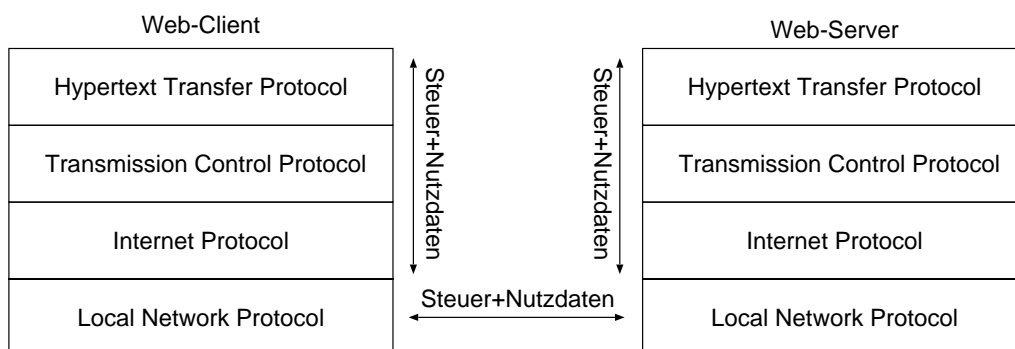 Web-Client
Hypertext Transfer Protocol
Transmission Control Protocol
Internet Protocol
Local Network Protocol
Steuer+Nutzdaten
Steuer+Nutzdaten
Steuer+Nutzdaten
Web-Server
Hypertext Transfer Protocol
Transmission Control Protocol
Internet Protocol
Local Network Protocol